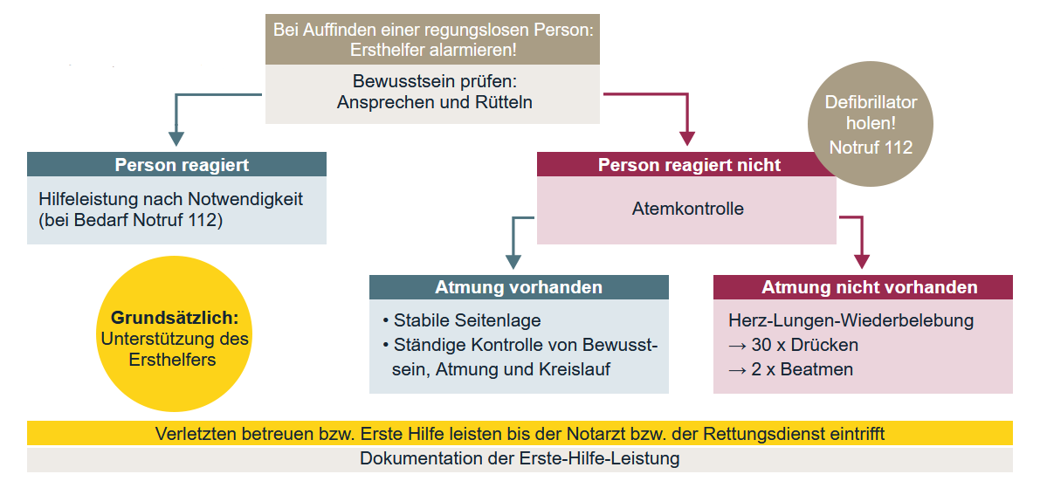 Bei Auffinden einer regungslosen Person:
Ersthelfer alarmieren!
Bewusstsein prüfen:
Ansprechen und Rütteln
Defibrillator
holen!
Notruf 112
Person reagiert
Hilfeleistung nach Notwendigkeit
(bei Bedarf Notruf 112)
Person reagiert nicht
Atemkontrolle
Grundsätzlich:
Unterstützung des
Ersthelfers
Atmung vorhanden
• Stabile Seitenlage
• Ständige Kontrolle von Bewusst-
sein, Atmung und Kreislauf
Atmung nicht vorhanden
Herz-Lungen-Wiederbelebung
→ 30 x Drücken
→ 2 x Beatmen
Verletzten betreuen bzw. Erste Hilfe leisten bis der Notarzt bzw. der Rettungsdienst eintrifft
Dokumentation der Erste-Hilfe-Leistung